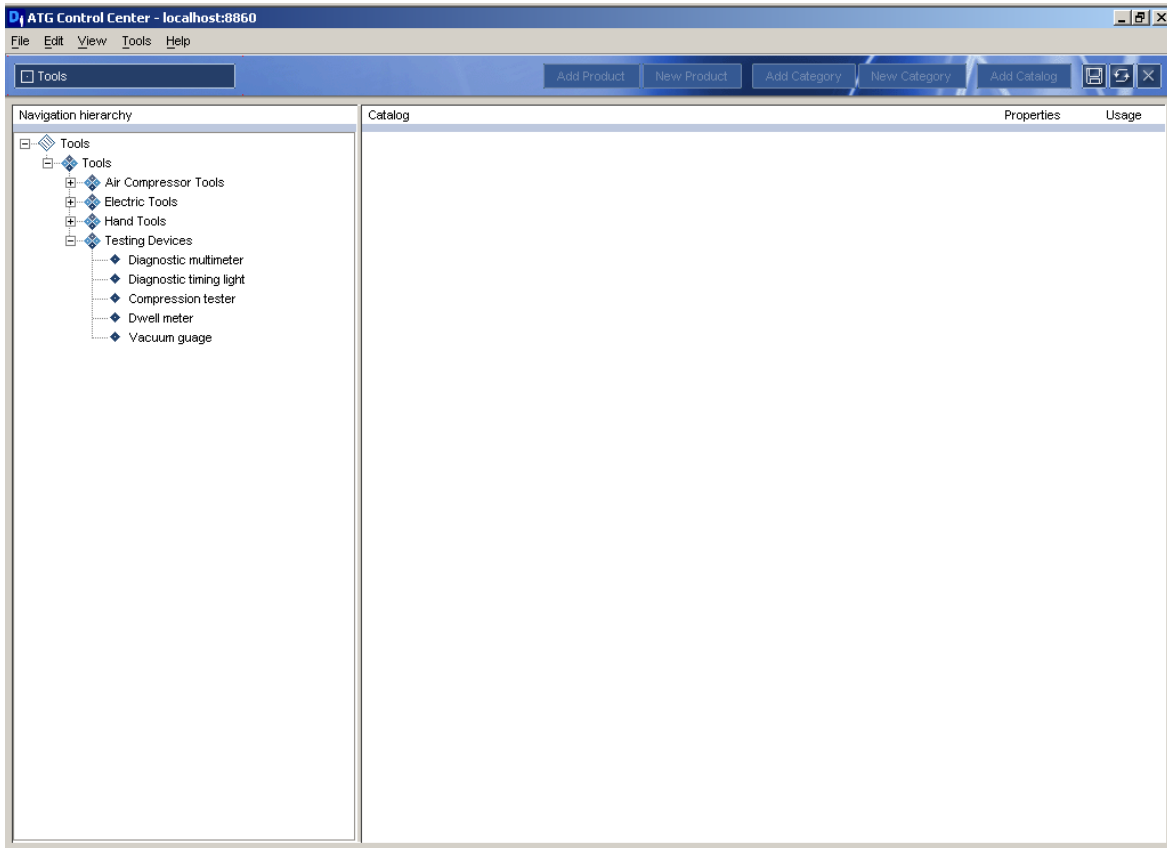 ATG Control Center - localhost:8860
File Edit View Tools Help
Tools Add Product New Product Add Category New Category Add Catalog
Navigation hierarchy Catalog Properties Usage
Tools
Tools
Air Compressor Tools
Electric Tools
Hand Tools
Testing Devices
Diagnostic multimeter
Diagnostic timing light
Compression tester
Dwell meter
Vacuum guage